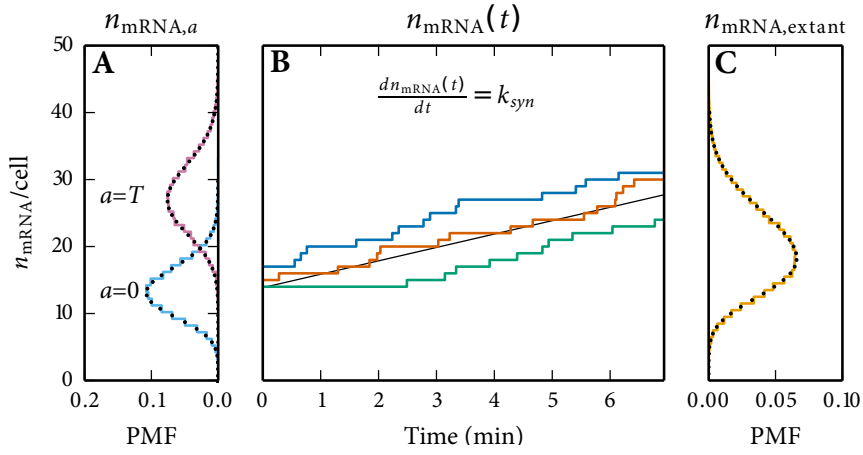 n_mRNA,a
n_mRNA(t)
n_mRNA,extant
A
B
C
dn_mRNA(t)/dt = k_syn
a=T
a=0
n_mRNA/cell
50
40
30
20
10
0
0.2 0.1 0.0
0 1 2 3 4 5 6
0.00 0.05 0.10
PMF
Time (min)
PMF